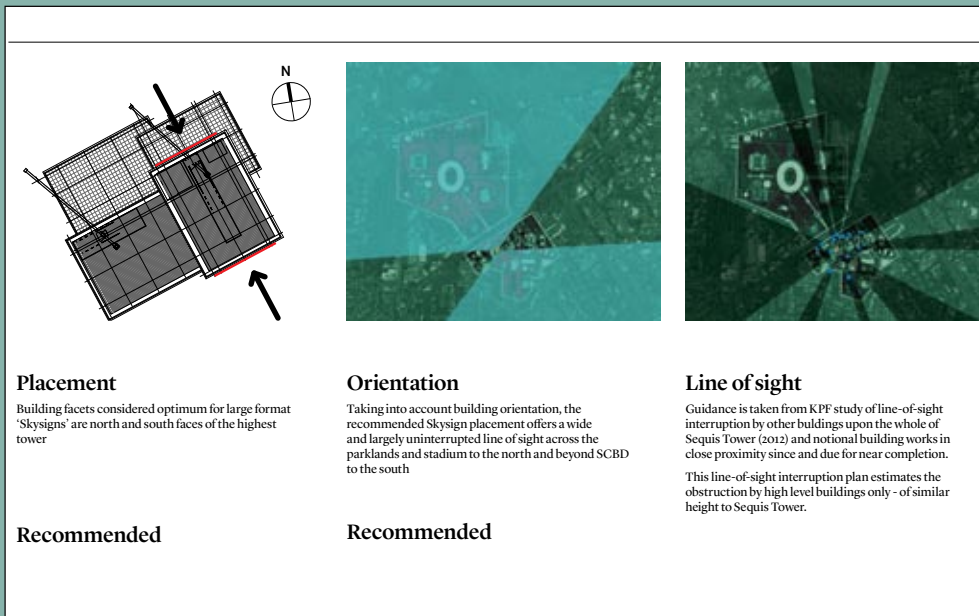 N
Placement
Building facets considered optimum for large format
‘Skysigns’ are north and south faces of the highest
tower
Recommended
Orientation
Taking into account building orientation, the
recommended Skysign placement offers a wide
and largely uninterrupted line of sight across the
parklands and stadium to the north and beyond SCBD
to the south
Recommended
Line of sight
Guidance is taken from KPF study of line-of-sight
interruption by other buldings upon the whole of
Sequis Tower (2012) and notional building works in
close proximity since and due for near completion.
This line-of-sight interruption plan estimates the
obstruction by high level buildings only - of similar
height to Sequis Tower.